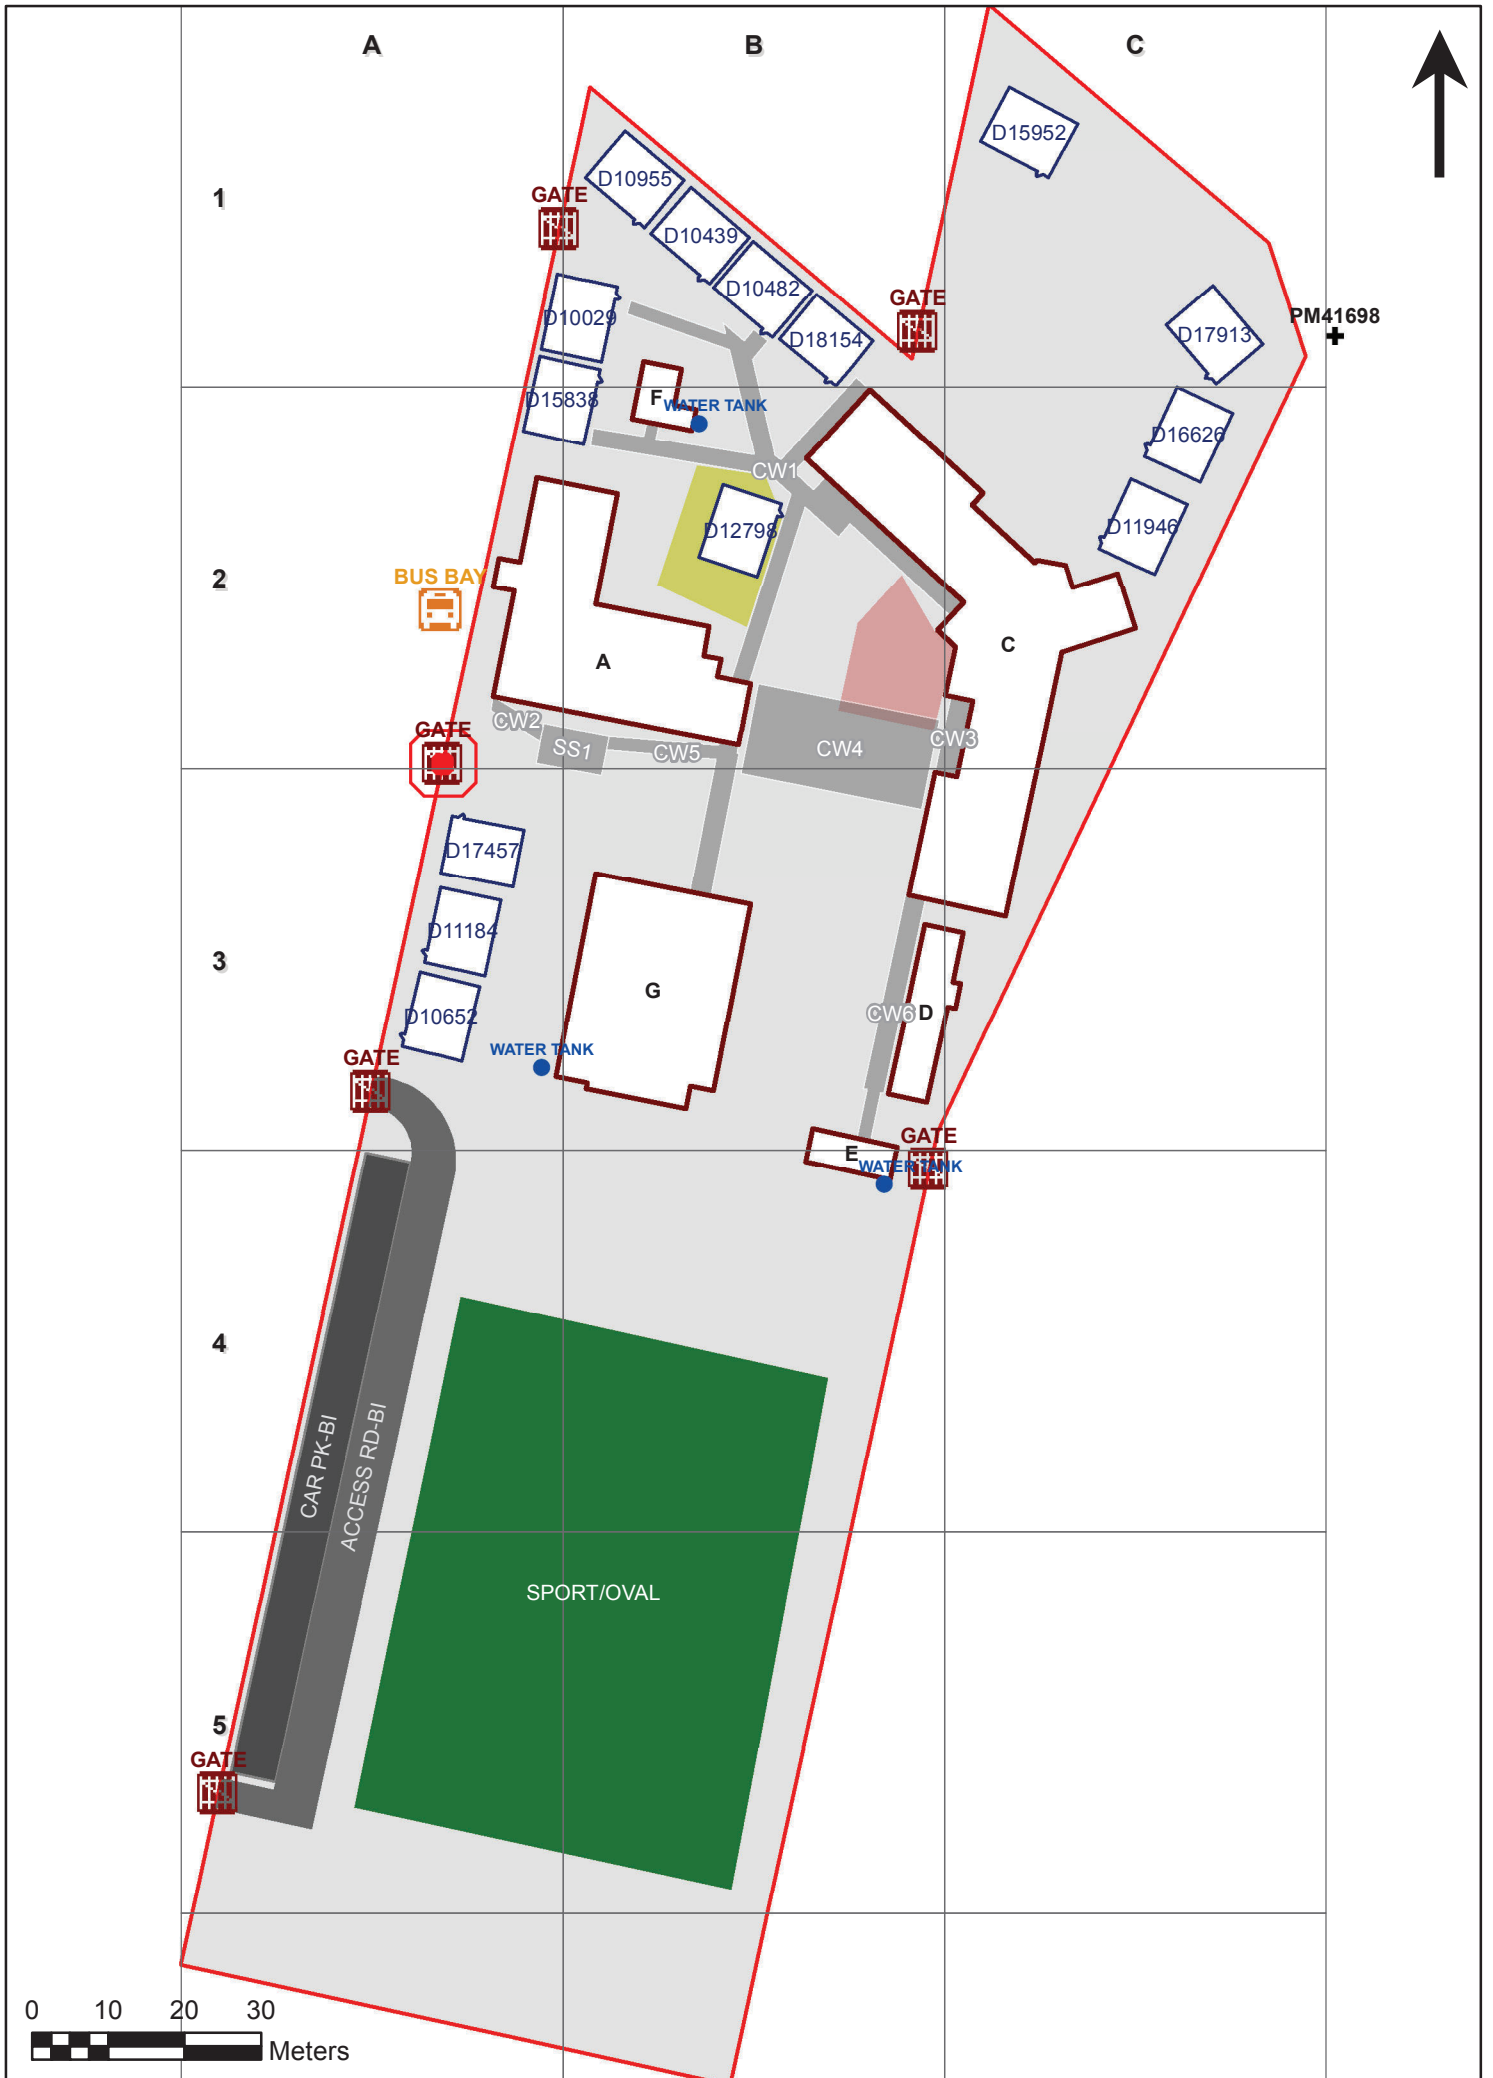 A
B
C
D15952
D10955
GATE
1
D10439
D10482
GATE
D10029
PM41698
D17913
D18154
F
D15838
WATER TANK
D16626
CW1
D11946
D12798
BUS BAY
2
C
A
CW2
GATE
SS1
CW5
CW4
CW3
D17457
D11184
3
G
D10652
CW6
D
WATER TANK
GATE
GATE
E
WATER TANK
4
CAR PK-BI
ACCESS RD-BI
SPORT/OVAL
5
GATE
0 10 20 30
Meters